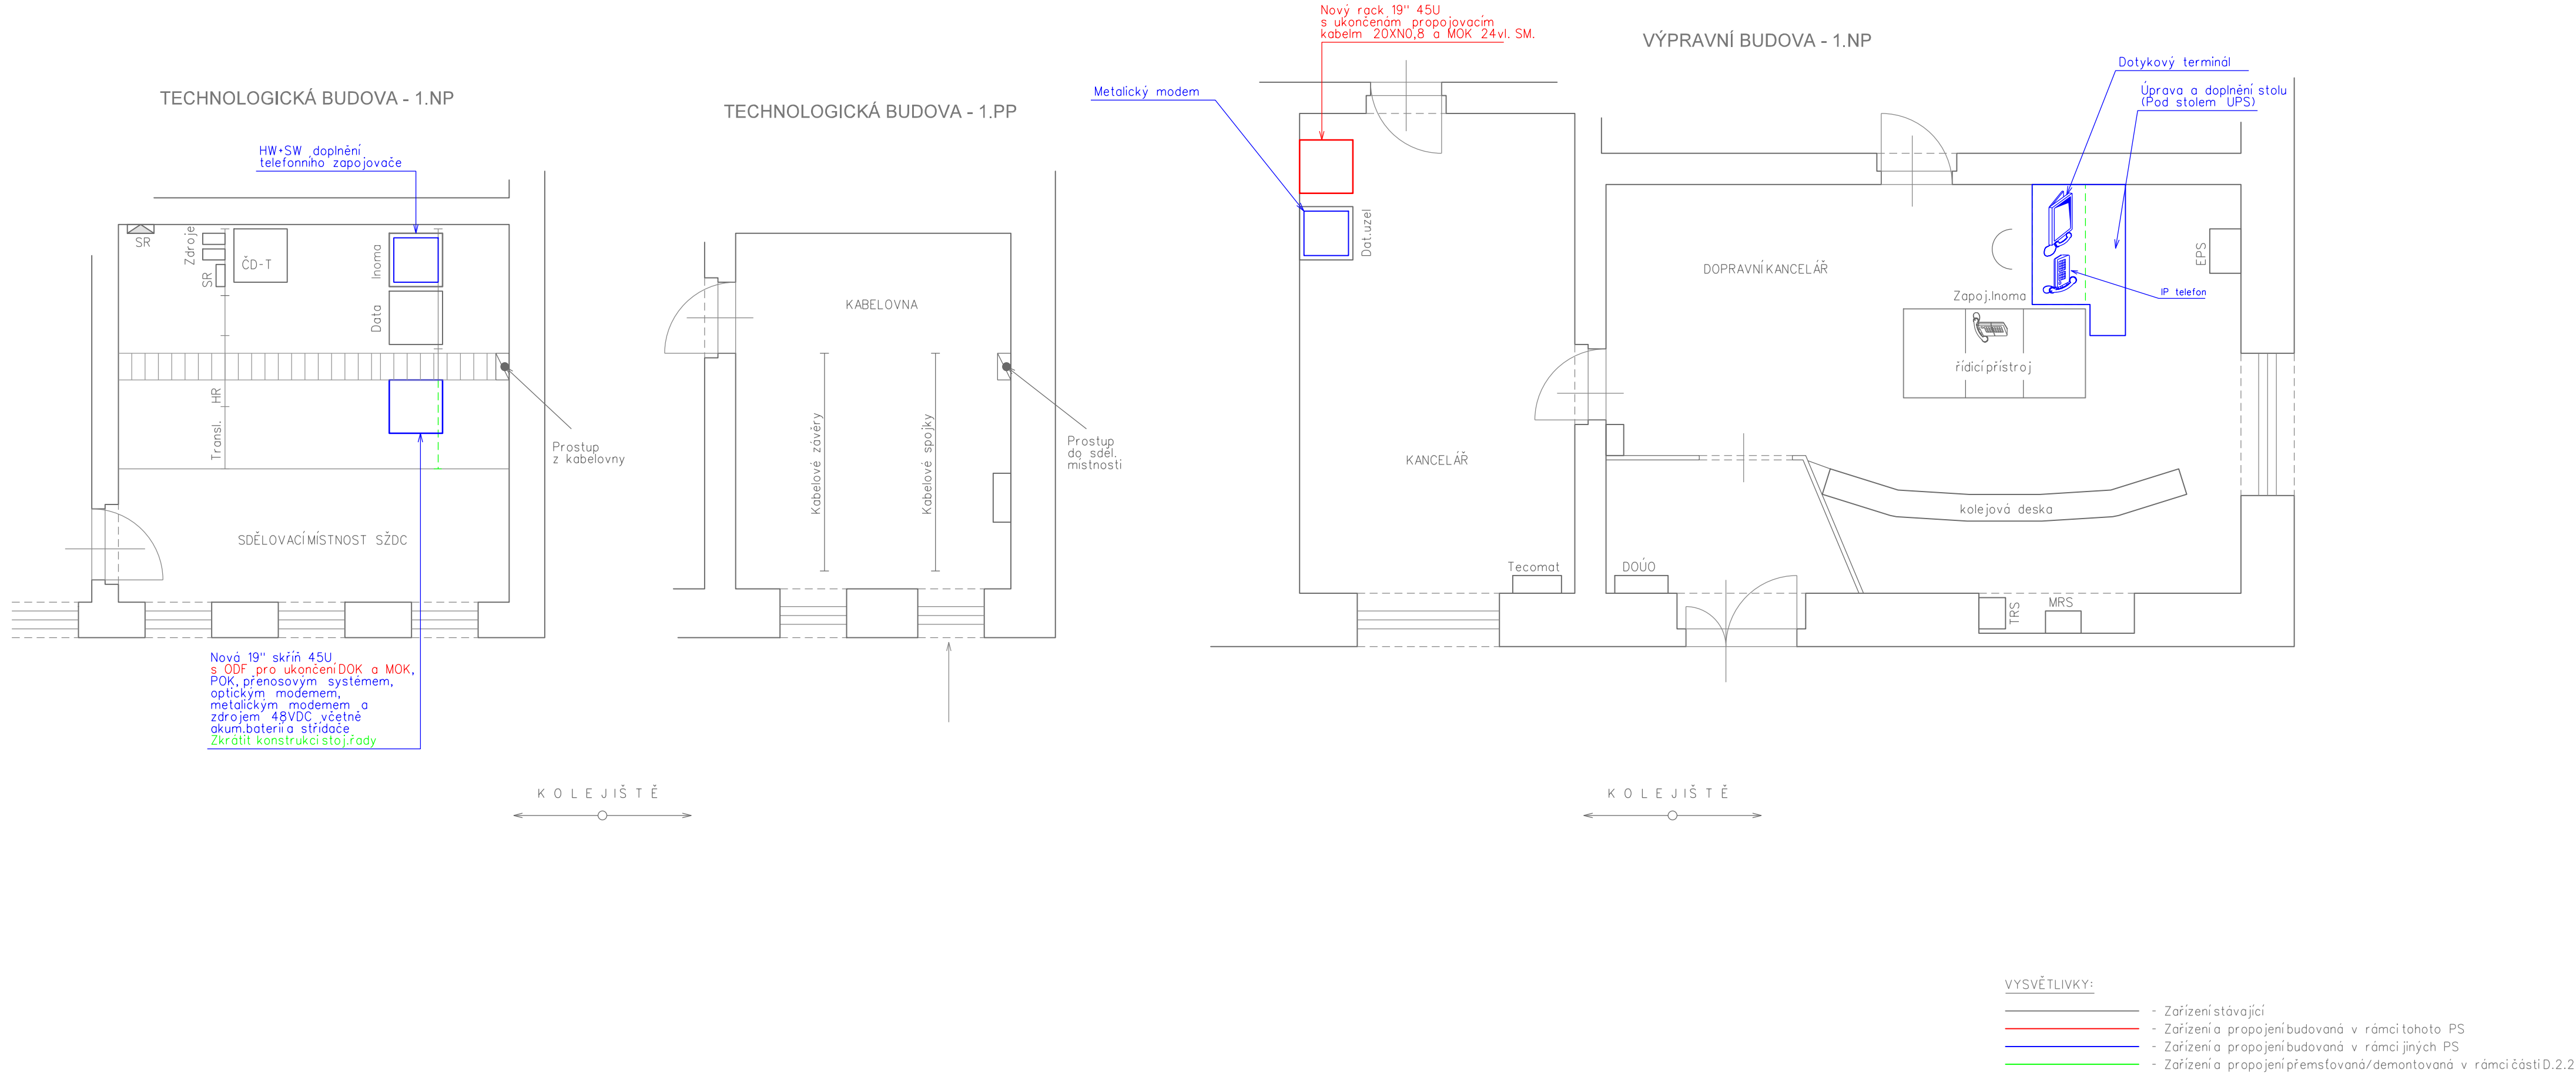 Nový rack 19" 45U
s ukončenám propojovacím
kabelm 20XN0,8 a MOK 24vl. SM.
VÝPRAVNÍ BUDOVA - 1.NP
Dotykový terminál
Úprava a doplnění stolu
(Pod stolem UPS)
Metalický modem
TECHNOLOGICKÁ BUDOVA - 1.NP
TECHNOLOGICKÁ BUDOVA - 1.PP
HW+SW doplnění
telefonního zapojovače
SR
Zdroje
SR
ČD-T
Inoma
Data
HR
Transl.
Prostup
z kabelovny
SDĚLOVACÍ MÍSTNOST SŽDC
Nová 19" skříň 45U
s ODF pro ukončení DOK a MOK,
POK, přenosovým systémem,
optickým modemem,
metalickým modemem a
zdrojem 48VDC včetně
akum.baterií a střídače
Zkrátit konstrukci stoj.řady
KABELOVNA
Kabelové závěry
Kabelové spojky
Prostup
do sděl.
místnosti
Dat.uzel
KANCELÁŘ
Tecomat
DOPRAVNÍ KANCELÁŘ
Zapoj.Inoma
řídící přístroj
IP telefon
EPS
kolejová deska
DOÚO
TRS
MRS
KOLEJIŠTĚ
KOLEJIŠTĚ
VYSVĚTLIVKY:
- Zařízení stávající
- Zařízení a propojení budovaná v rámci tohoto PS
- Zařízení a propojení budovaná v rámci jiných PS
- Zařízení a propojení přemsťovaná/demontovaná v rámci části D.2.2